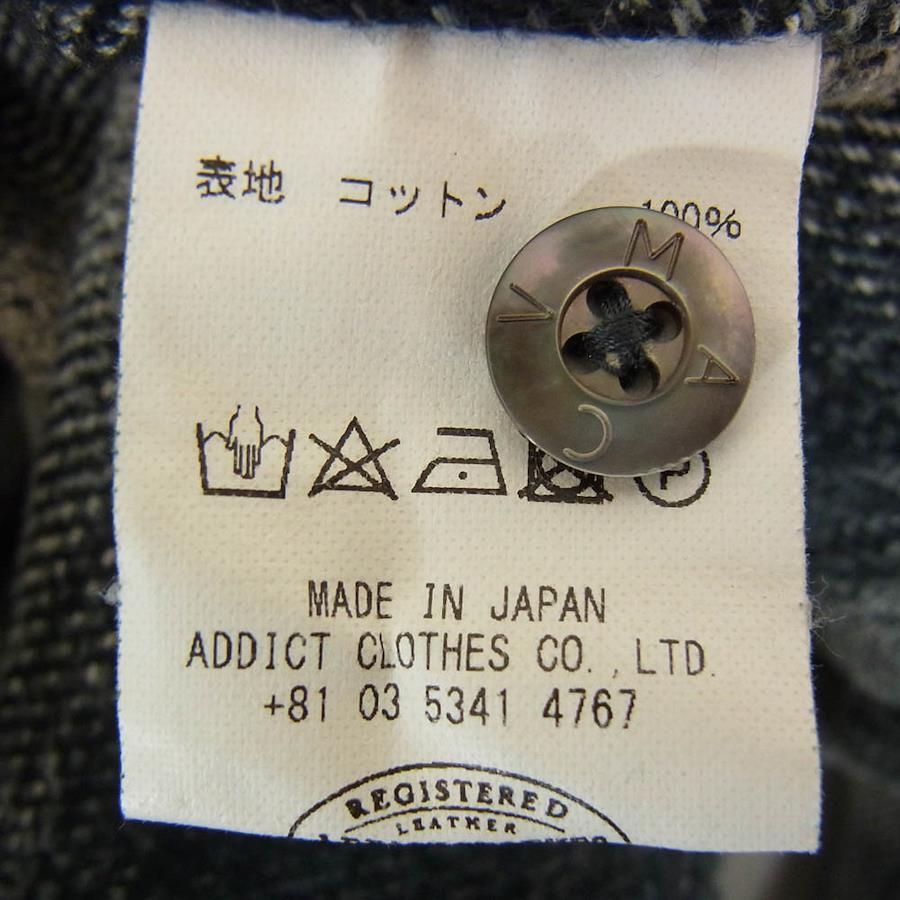 表地 コットン 100%
V M A C
P
MADE IN JAPAN
ADDICT CLOTHES CO.,LTD.
+81 03 5341 4767
REGISTERED
LEATHER